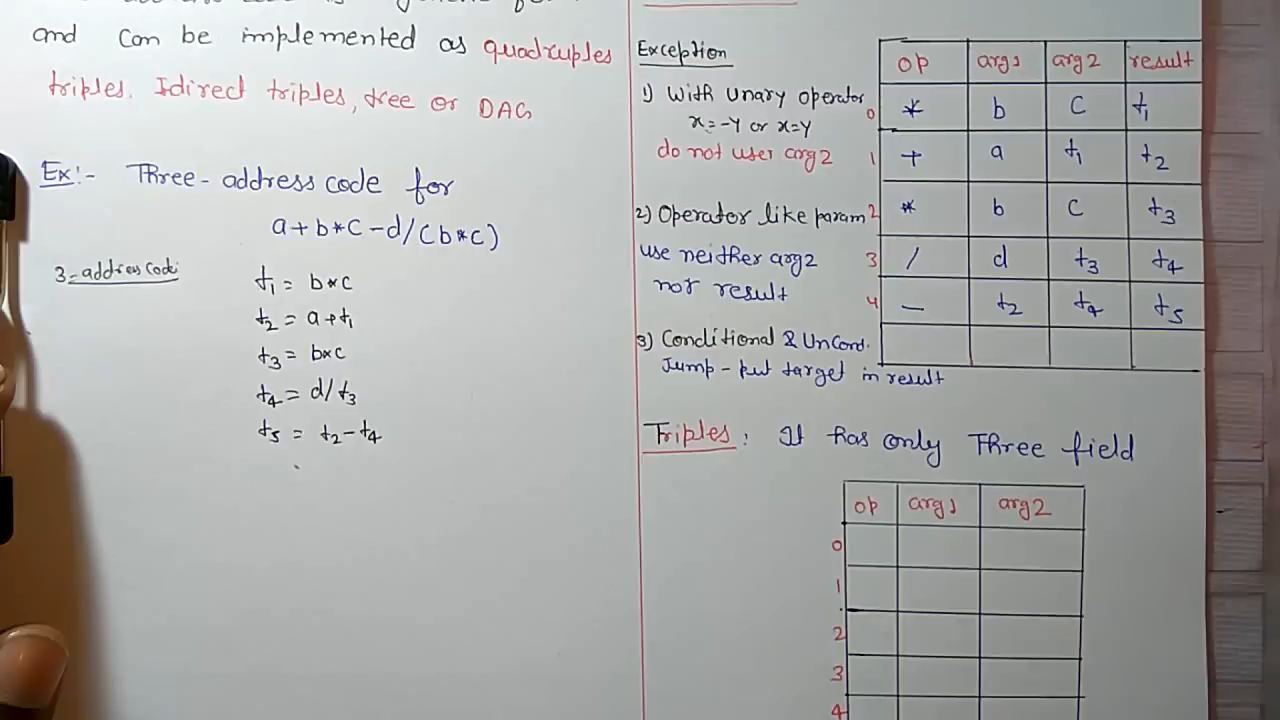 and can be implemented as quadruples
triples. Idirect triples, tree or DAG
Ex:- Three-address code for
a+b*c-d/(b*c)
3-address code
t1 = b*c
t2 = a+t1
t3 = b*c
t4 = d/t3
t5 = t2-t4
Exception
1) With Unary operator
x=-y or x=y
do not user arg2
2) Operator like param
use neither arg2
nor result
3) Conditional & UnCond.
Jump - put target in result
op arg1 arg2 result
0 * b c t1
1 + a t1 t2
2 * b c t3
3 / d t3 t4
4 - t2 t4 t5
Triples: It has only Three field
op arg1 arg2
0
1
2
3
4